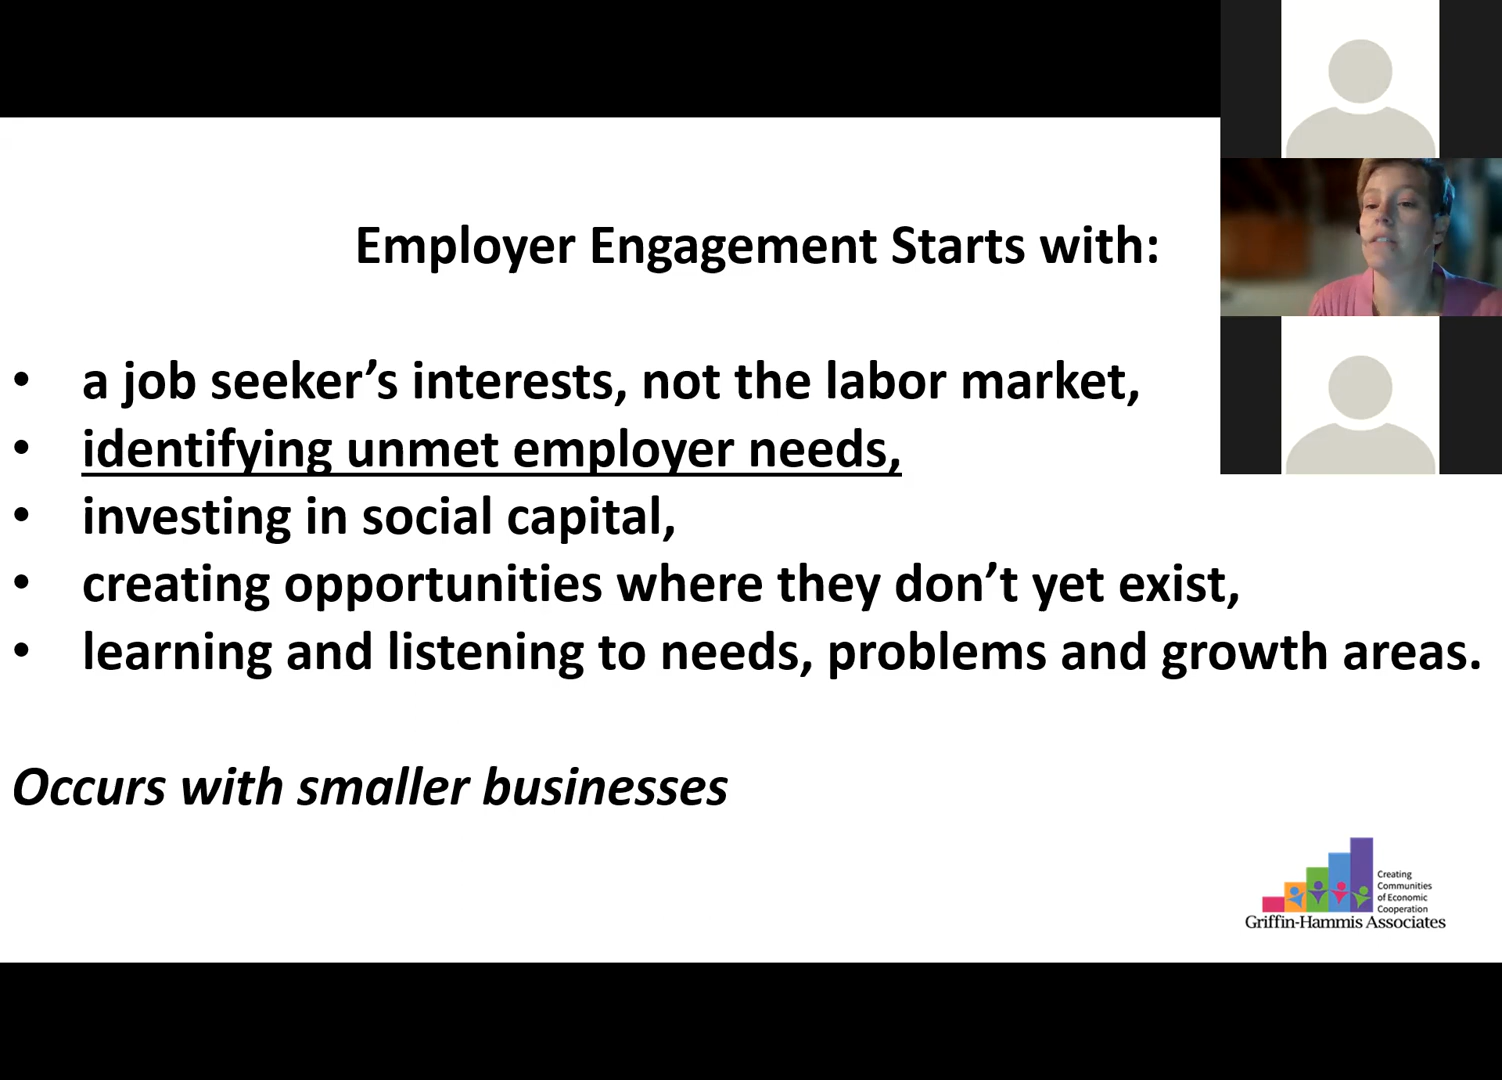 Employer Engagement Starts with:
• a job seeker’s interests, not the labor market,
• identifying unmet employer needs,
• investing in social capital,
• creating opportunities where they don’t yet exist,
• learning and listening to needs, problems and growth areas.
Occurs with smaller businesses
Creating
Communities
of Economic
Cooperation
Griffin-Hammis Associates